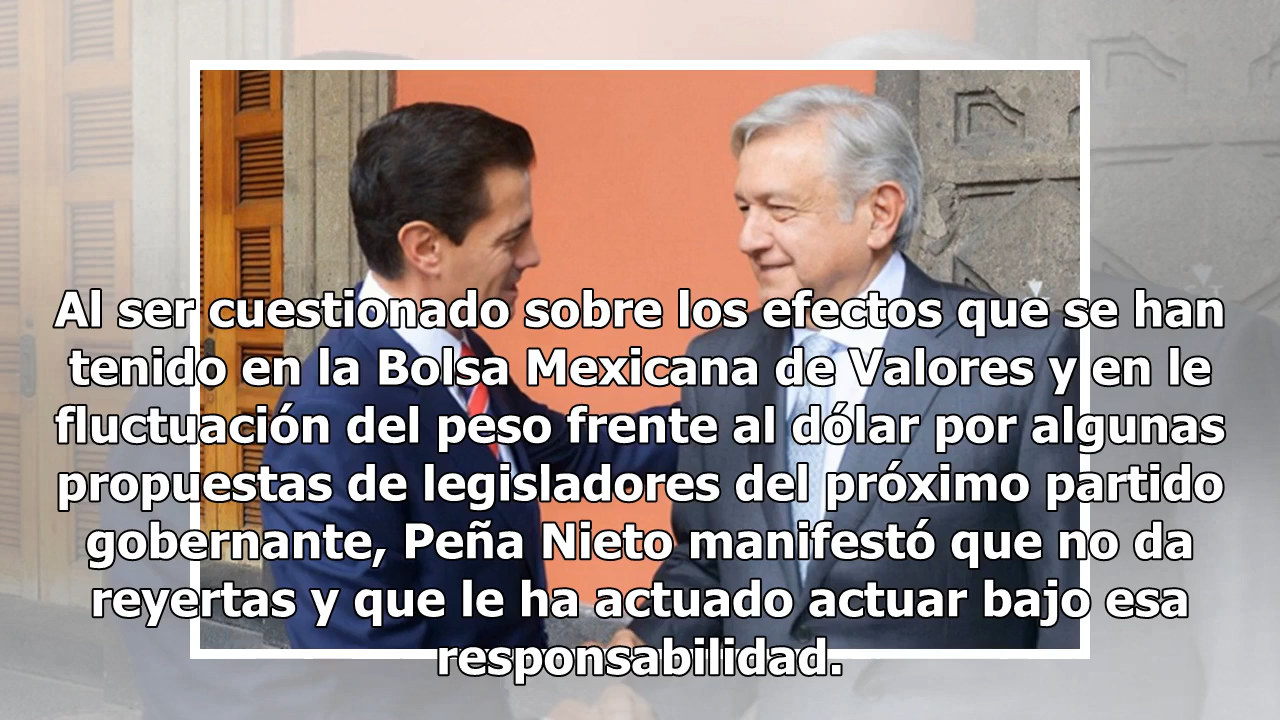 Al ser cuestionado sobre los efectos que se han
tenido en la Bolsa Mexicana de Valores y en le
fluctuación del peso frente al dólar por algunas
propuestas de legisladores del próximo partido
gobernante, Peña Nieto manifestó que no da
reyertas y que le ha actuado actuar bajo esa
responsabilidad.